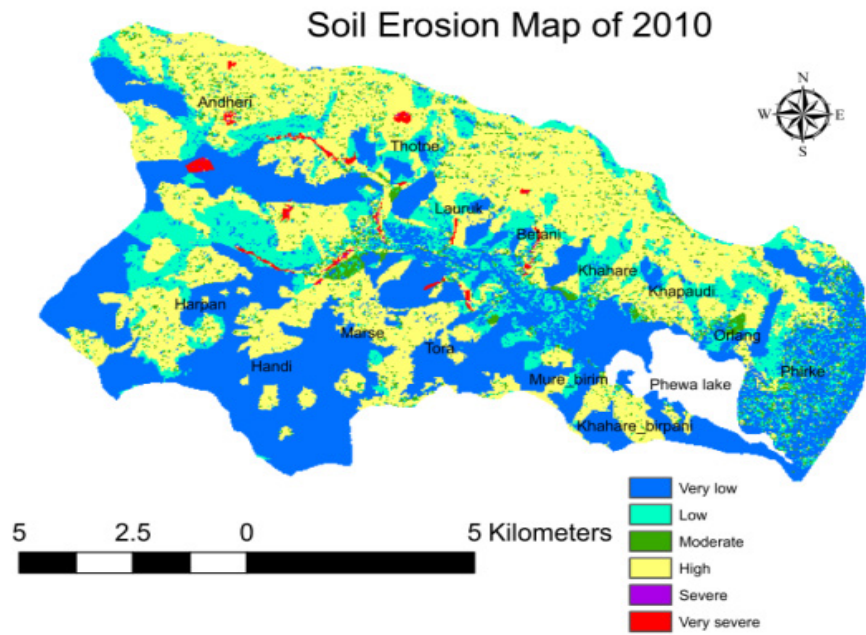 Soil Erosion Map of 2010
N
W E
S
Andheri
Thotne
Lauruk
Betani
Khahare
Harpan
Khapaudi
Marse
Orlang
Handi
Tora
Mure_birim
Phewa lake
Phirke
Khahare_birpani
Very low
Low
Moderate
High
Severe
Very severe
5 2.5 0 5 Kilometers